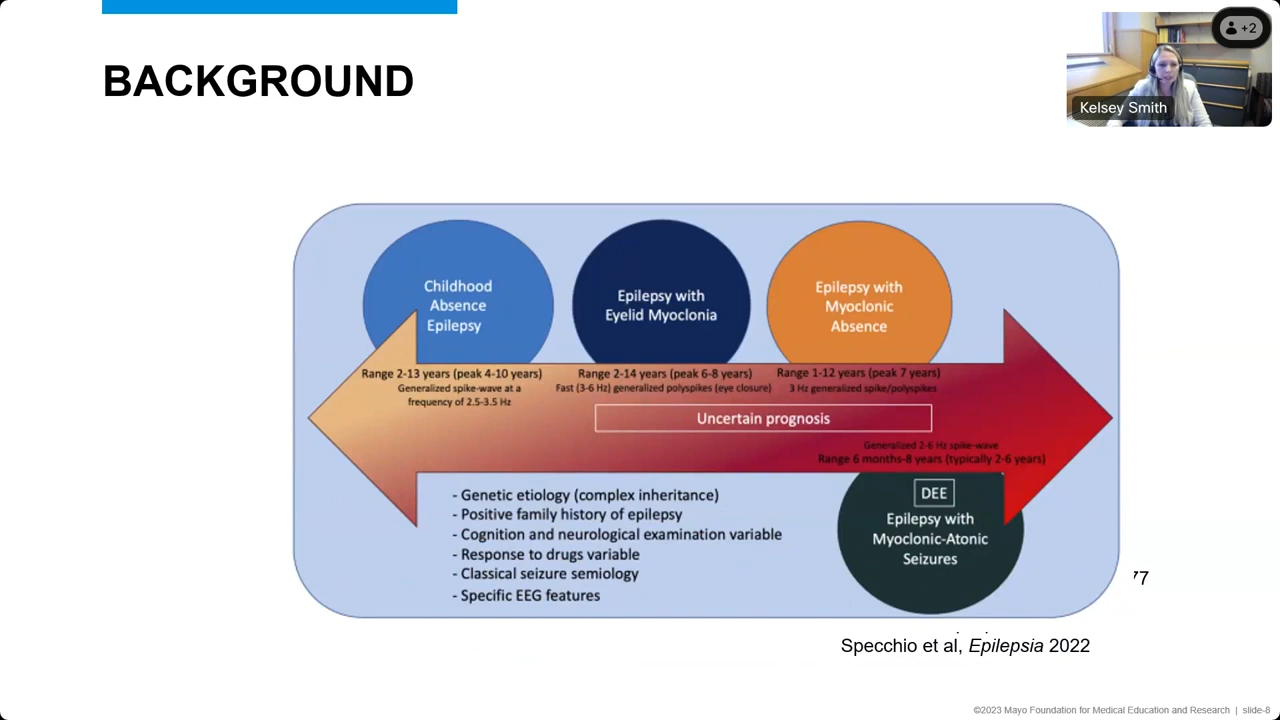 BACKGROUND
+2
Kelsey Smith
Childhood
Absence
Epilepsy
Epilepsy with
Eyelid Myoclonia
Epilepsy with
Myoclonic
Absence
Range 2-13 years (peak 4-10 years)
Generalized spike-wave at a
frequency of 2.5-3.5 Hz
Range 2-14 years (peak 6-8 years)
Fast (3-6 Hz) generalized polyspikes (eye closure)
Range 1-12 years (peak 7 years)
3 Hz generalized spike/polyspikes
Uncertain prognosis
Generalized 2-6 Hz spike-wave
Range 6 months-8 years (typically 2-6 years)
- Genetic etiology (complex inheritance)
- Positive family history of epilepsy
- Cognition and neurological examination variable
- Response to drugs variable
- Classical seizure semiology
- Specific EEG features
DEE
Epilepsy with
Myoclonic-Atonic
Seizures
77
Specchio et al, Epilepsia 2022
©2023 Mayo Foundation for Medical Education and Research | slide-8